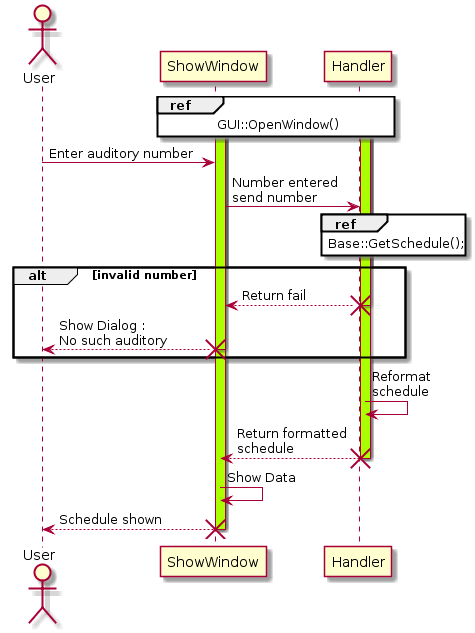 User
ShowWindow
Handler
ref
GUI::OpenWindow()
Enter auditory number
Number entered
send number
ref
Base::GetSchedule();
alt
[invalid number]
Return fail
Show Dialog :
No such auditory
Reformat
schedule
Return formatted
schedule
Show Data
Schedule shown
User
ShowWindow
Handler